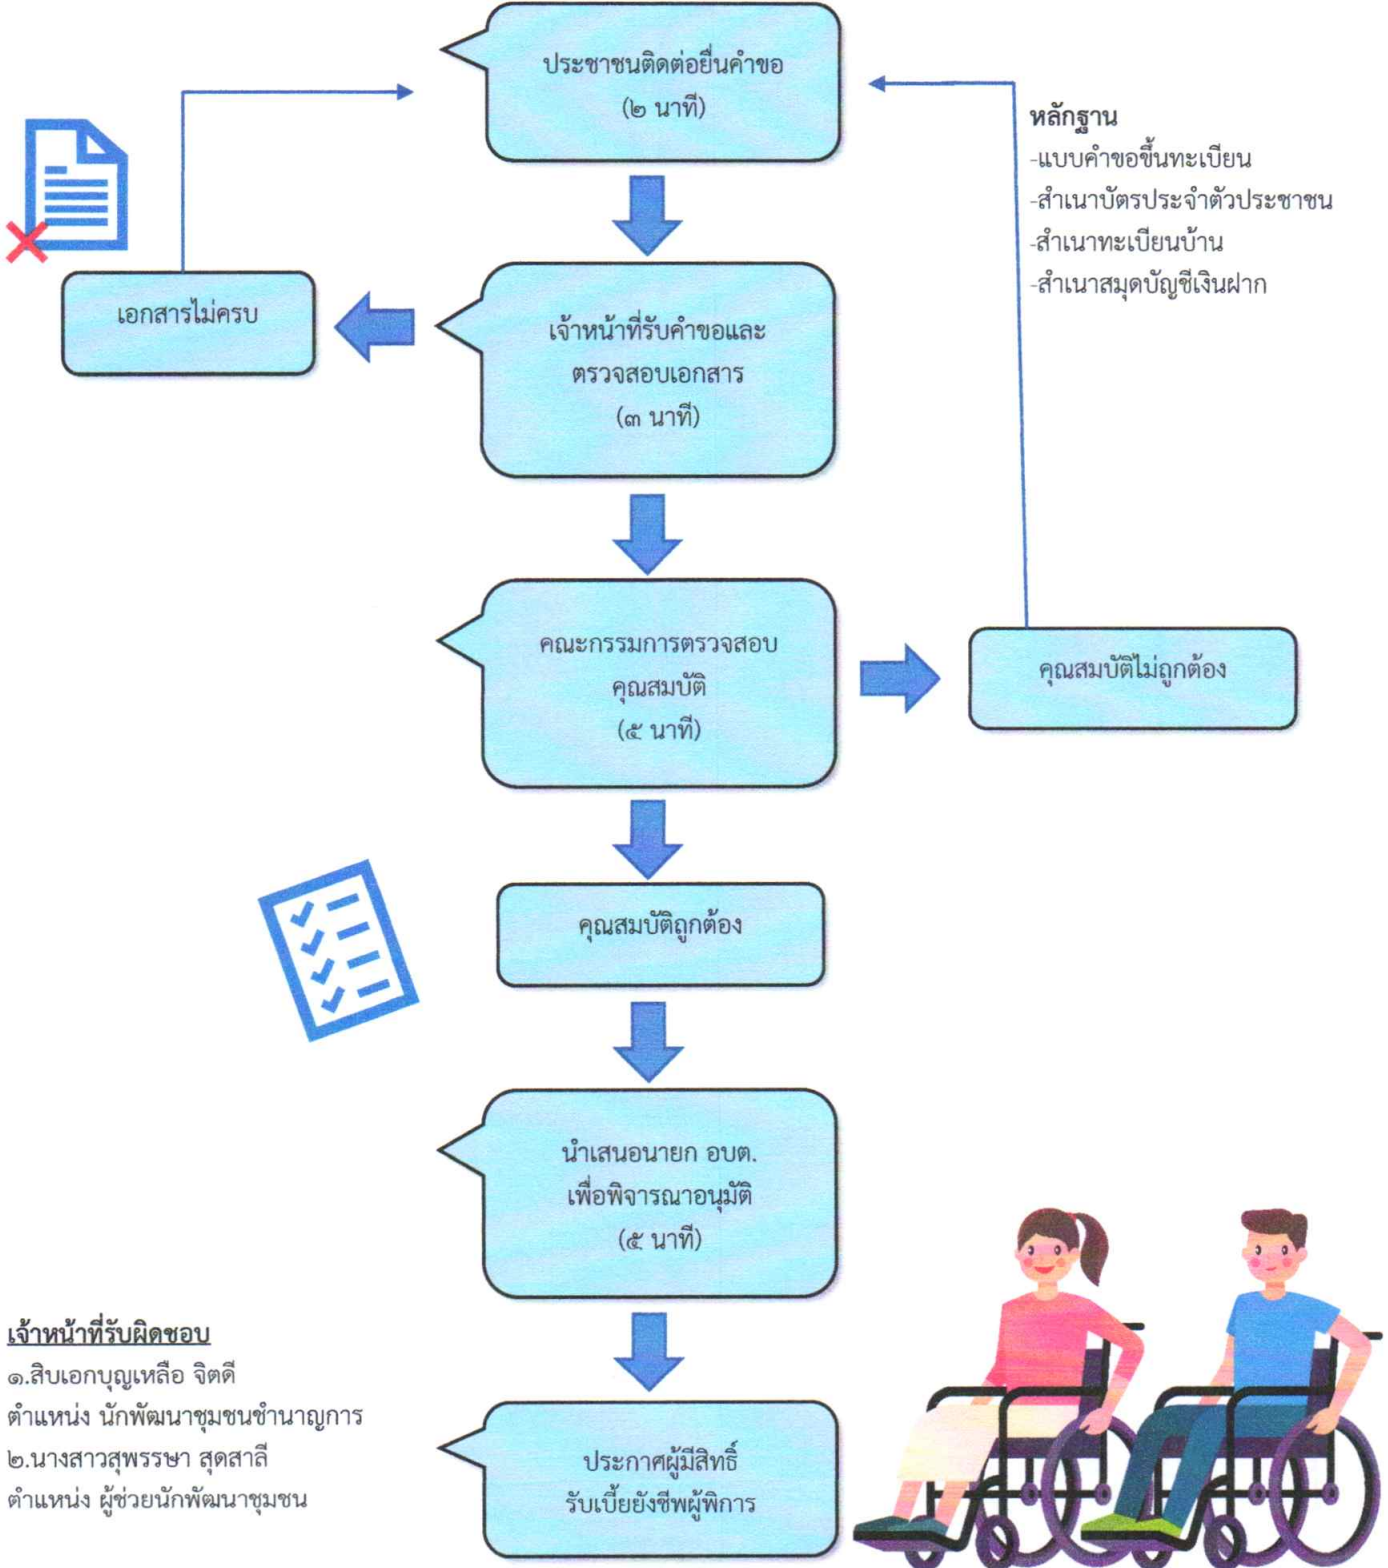 ประชาชนติดต่อยื่นคำขอ
(๒ นาที)
หลักฐาน
-แบบคำขอขึ้นทะเบียน
-สำเนาบัตรประจำตัวประชาชน
-สำเนาทะเบียนบ้าน
-สำเนาสมุดบัญชีเงินฝาก
เอกสารไม่ครบ
เจ้าหน้าที่รับคำขอและ
ตรวจสอบเอกสาร
(๓ นาที)
คณะกรรมการตรวจสอบ
คุณสมบัติ
(๕ นาที)
คุณสมบัติไม่ถูกต้อง
คุณสมบัติถูกต้อง
นำเสนอนายก อบต.
เพื่อพิจารณาอนุมัติ
(๕ นาที)
เจ้าหน้าที่รับผิดชอบ
๑.สิบเอกบุญเหลือ จิตดี
ตำแหน่ง นักพัฒนาชุมชนชำนาญการ
๒.นางสาวสุพรรษา สุดสาลี
ตำแหน่ง ผู้ช่วยนักพัฒนาชุมชน
ประกาศผู้มีสิทธิ์
รับเบี้ยยังชีพผู้พิการ